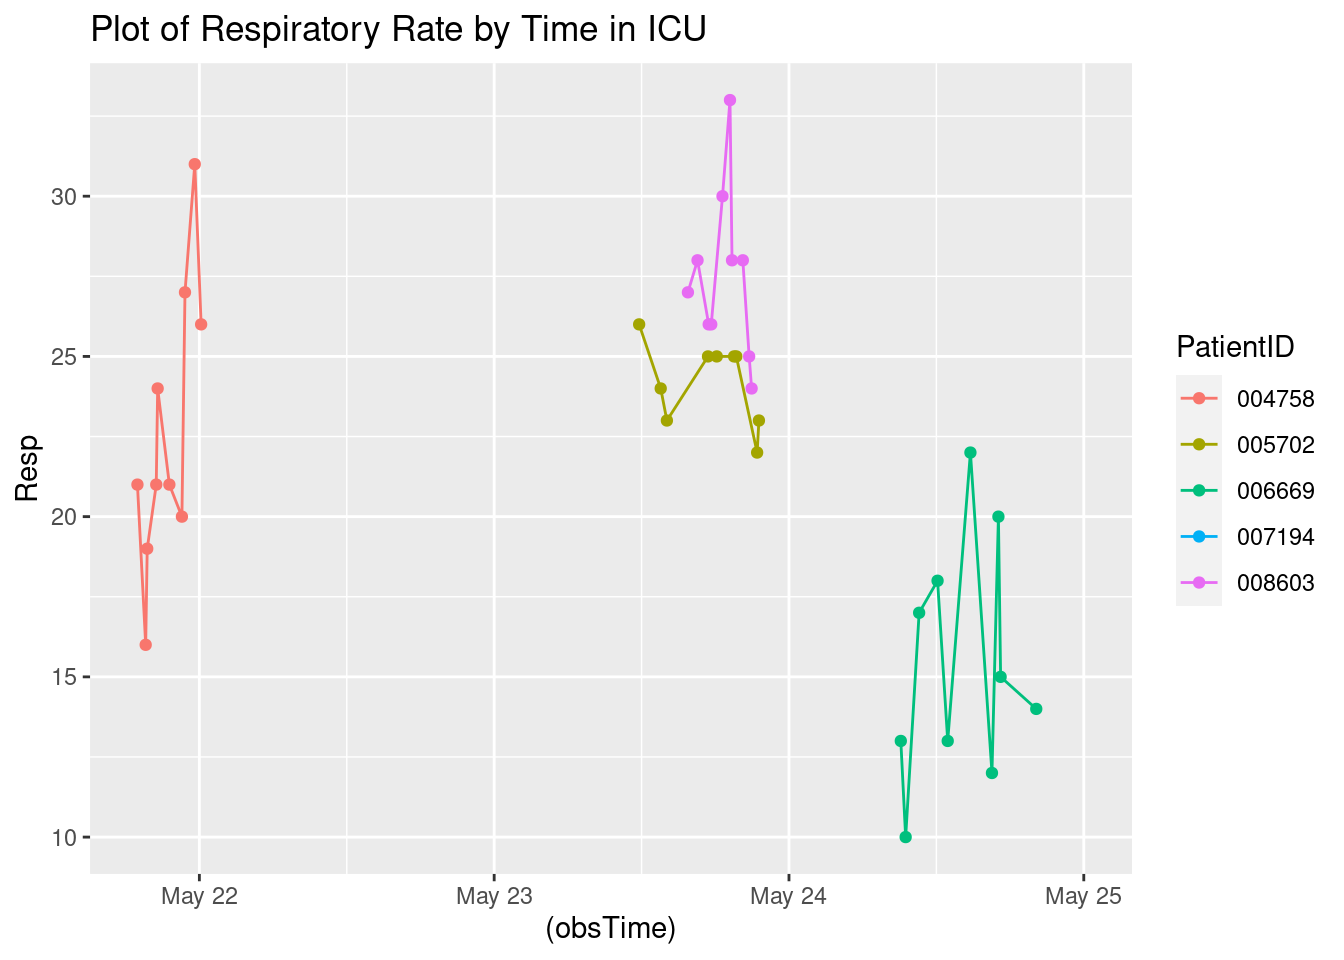 Plot of Respiratory Rate by Time in ICU
Resp
30
25
20
15
10
May 22
May 23
May 24
May 25
(obsTime)
PatientID
004758
005702
006669
007194
008603